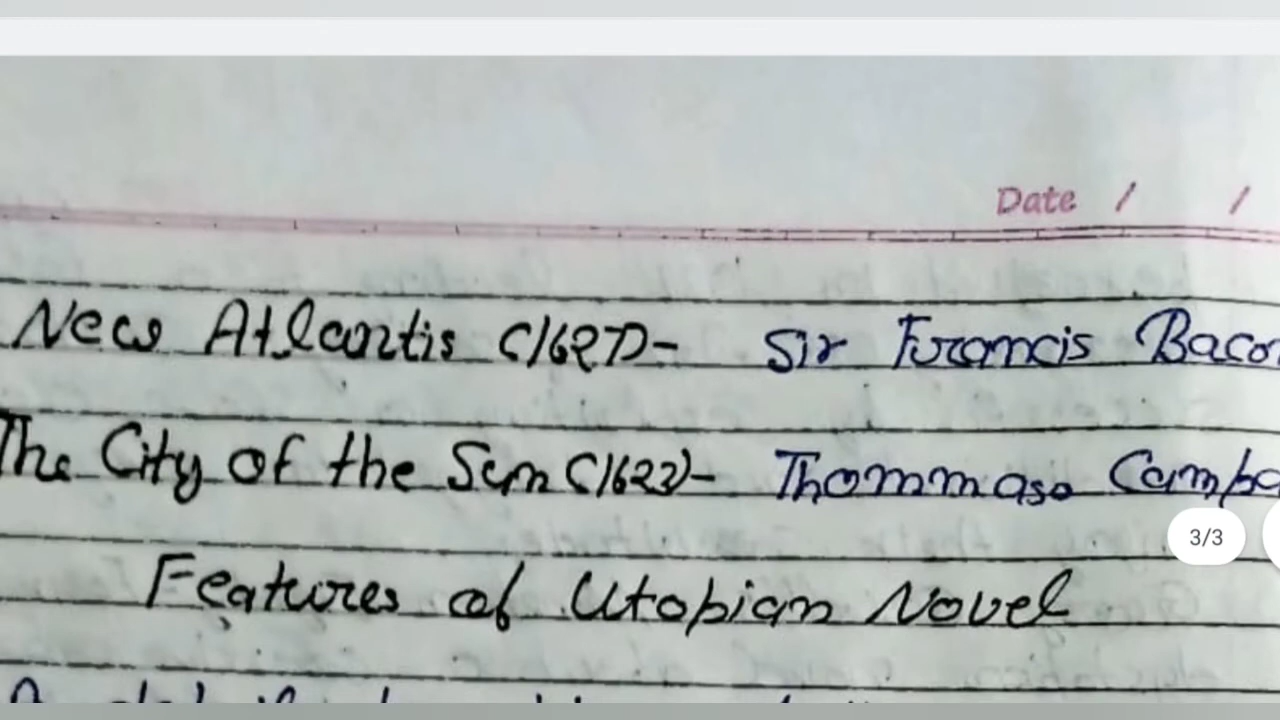 Date / /
New Atlantis (1627)- Sir Francis Bacon
The City of the Sun (1623)- Thommaso Campa
3/3
Features of Utopian Novel